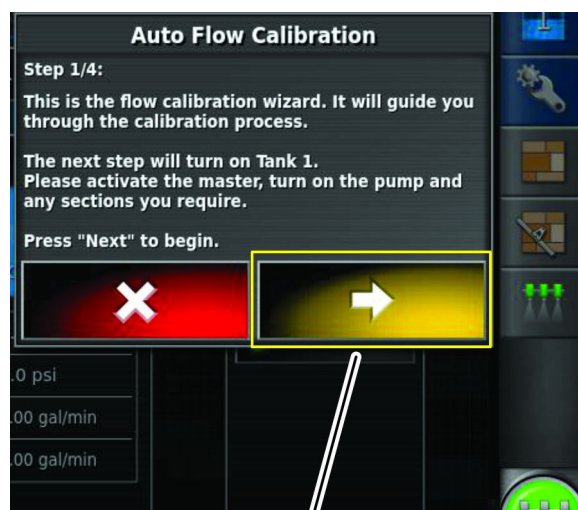 Auto Flow Calibration
Step 1/4:
This is the flow calibration wizard. It will guide you
through the calibration process.
The next step will turn on Tank 1.
Please activate the master, turn on the pump and
any sections you require.
Press "Next" to begin.
.0 psi
.00 gal/min
.00 gal/min